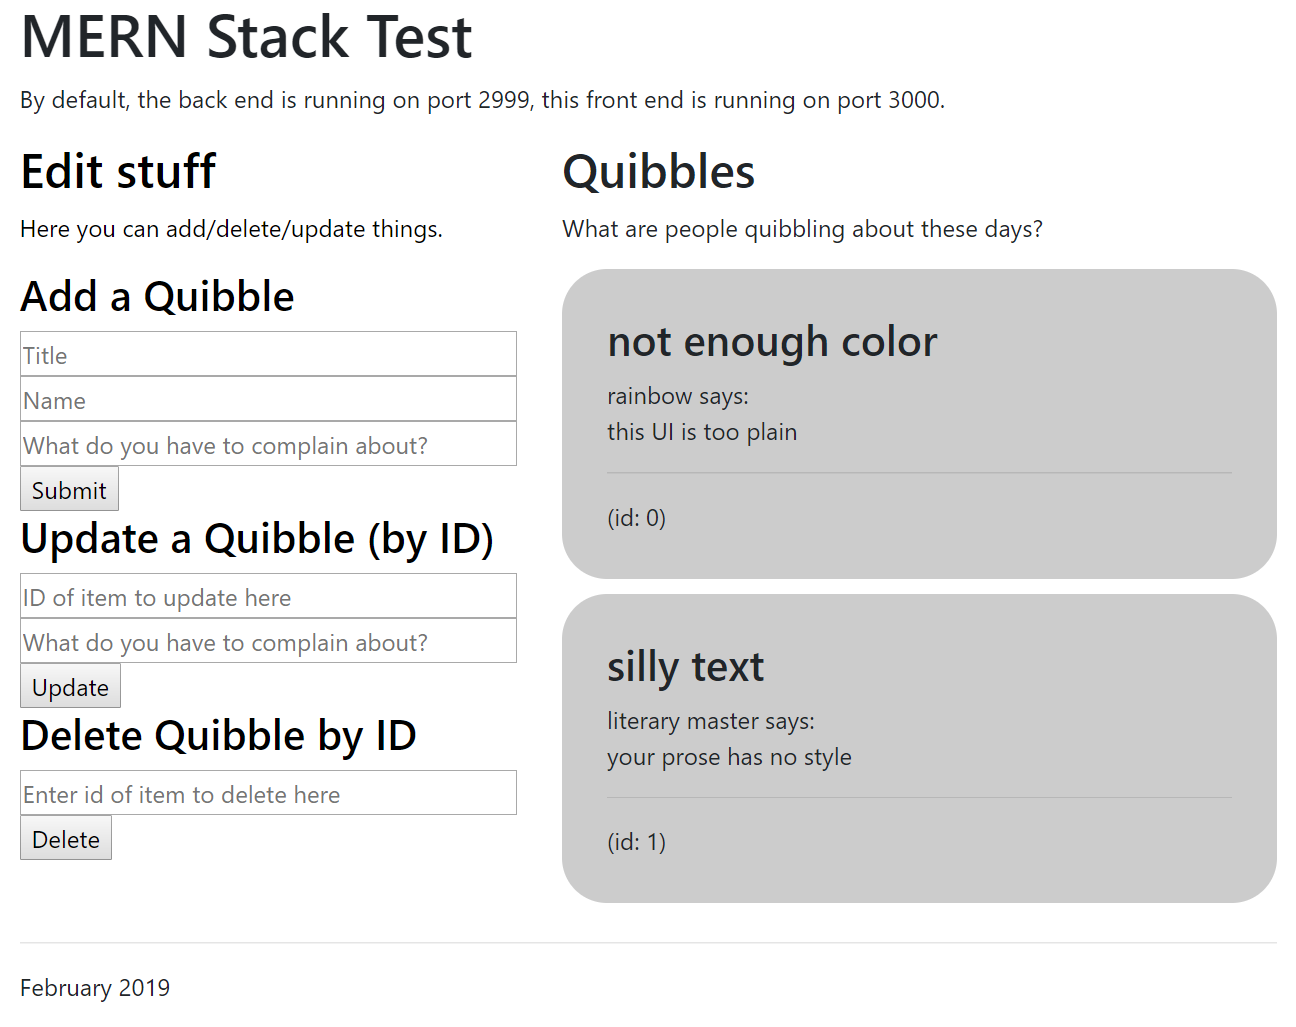 MERN Stack Test
By default, the back end is running on port 2999, this front end is running on port 3000.
Edit stuff
Here you can add/delete/update things.
Add a Quibble
Title
Name
What do you have to complain about?
Submit
Update a Quibble (by ID)
ID of item to update here
What do you have to complain about?
Update
Delete Quibble by ID
Enter id of item to delete here
Delete
Quibbles
What are people quibbling about these days?
not enough color
rainbow says:
this UI is too plain
(id: 0)
silly text
literary master says:
your prose has no style
(id: 1)
February 2019